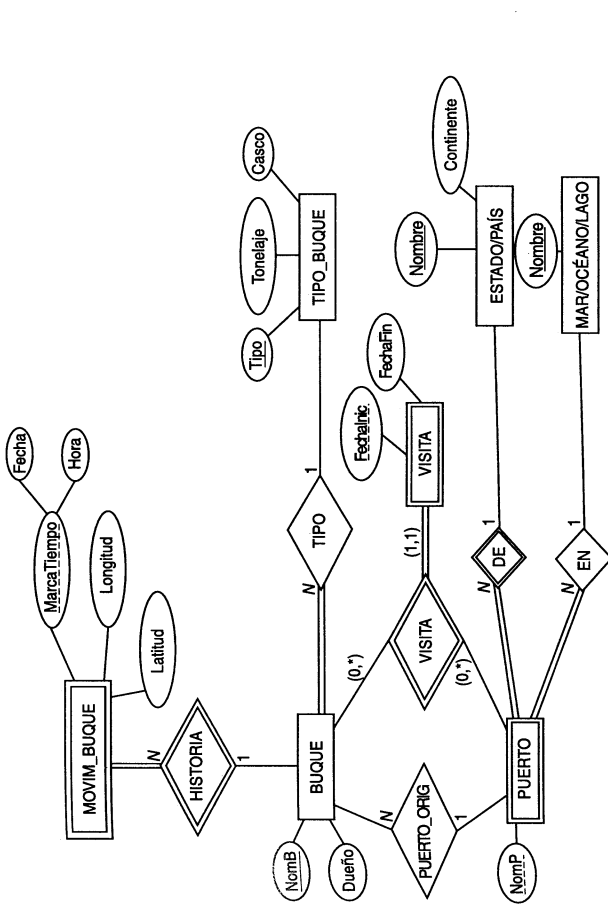 Fecha
MarcaTiempo
Hora
Longitud
Latitud
MOVIM_BUQUE
N
HISTORIA
1
Tipo
Tonelaje
Casco
TIPO_BUQUE
1
TIPO
N
NomB
Dueño
BUQUE
FechaInic
FechaFin
VISITA
(1,1)
VISITA
(0,*)
(0,*)
N
PUERTO_ORIG
1
Nombre
Continente
ESTADO/PAÍS
1
DE
N
Nombre
MAR/OCÉANO/LAGO
1
EN
N
NomP
PUERTO